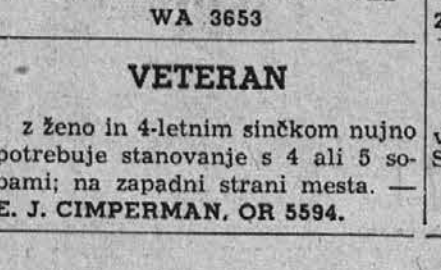 WA 3653
VETERAN
z ženo in 4-letnim sinčkom nujno
potrebuje stanovanje s 4 ali 5 so-
bami; na zapadni strani mesta. —
E. J. CIMPERMAN, OR 5594.